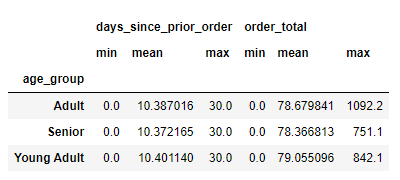 days_since_prior_order order_total
min mean max min mean max
age_group
Adult 0.0 10.387016 30.0 0.0 78.679841 1092.2
Senior 0.0 10.372165 30.0 0.0 78.366813 751.1
Young Adult 0.0 10.401140 30.0 0.0 79.055096 842.1